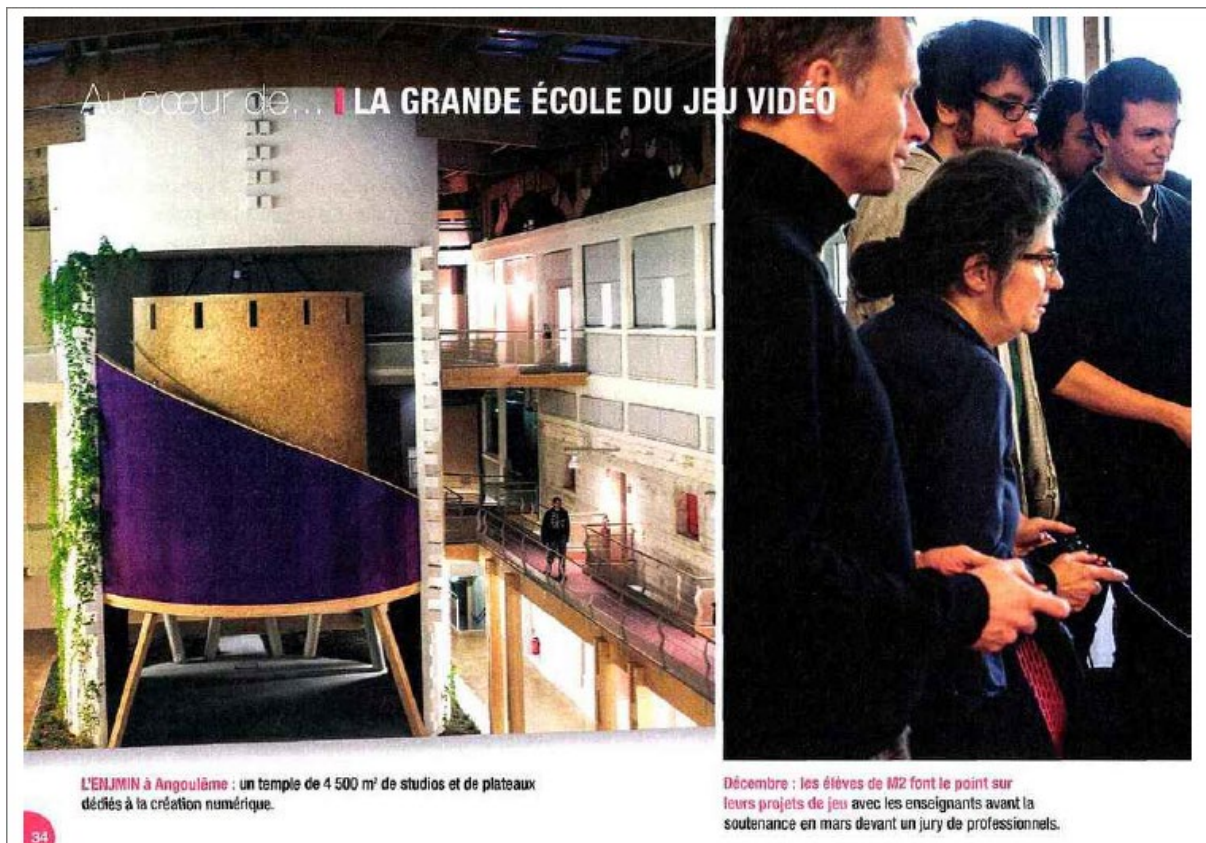 Au cœur de... LA GRANDE ÉCOLE DU JEU VIDÉO
L'ENJMIN à Angoulême : un temple de 4 500 m² de studios et de plateaux
dédiés à la création numérique.
Décembre : les élèves de M2 font le point sur
leurs projets de jeu avec les enseignants avant la
soutenance en mars devant un jury de professionnels.
34